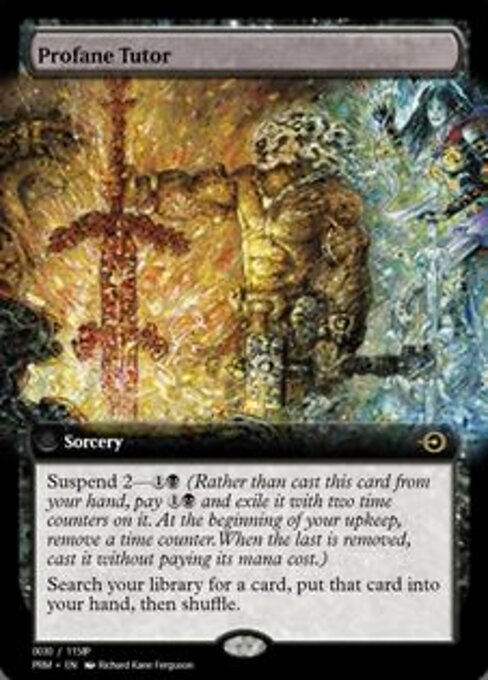 Profane Tutor
Sorcery
Suspend 2—1 (Rather than cast this card from
your hand, pay 1 and exile it with two time
counters on it. At the beginning of your upkeep,
remove a time counter.When the last is removed,
cast it without paying its mana cost.)
Search your library for a card, put that card into
your hand, then shuffle.
PRM • EN Richard Kane Ferguson